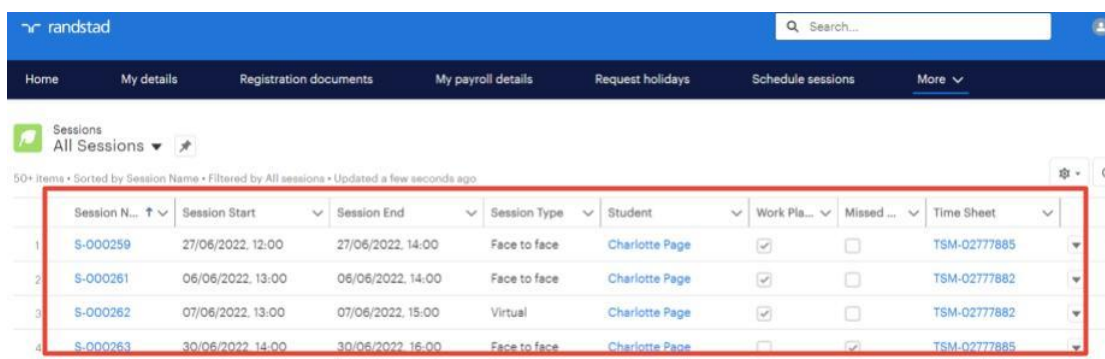 randstad
Search...
Home My details Registration documents My payroll details Request holidays Schedule sessions More
Sessions
All Sessions
50+ items • Sorted by Session Name • Filtered by All sessions • Updated a few seconds ago
Session N... Session Start Session End Session Type Student Work Pla... Missed ... Time Sheet
1 S-000259 27/06/2022, 12:00 27/06/2022, 14:00 Face to face Charlotte Page TSM-02777885
2 S-000261 06/06/2022, 13:00 06/06/2022, 14:00 Face to face Charlotte Page TSM-02777882
3 S-000262 07/06/2022, 13:00 07/06/2022, 15:00 Virtual Charlotte Page TSM-02777882
4 S-000263 30/06/2022, 14:00 30/06/2022, 16:00 Face to face Charlotte Page TSM-02777885